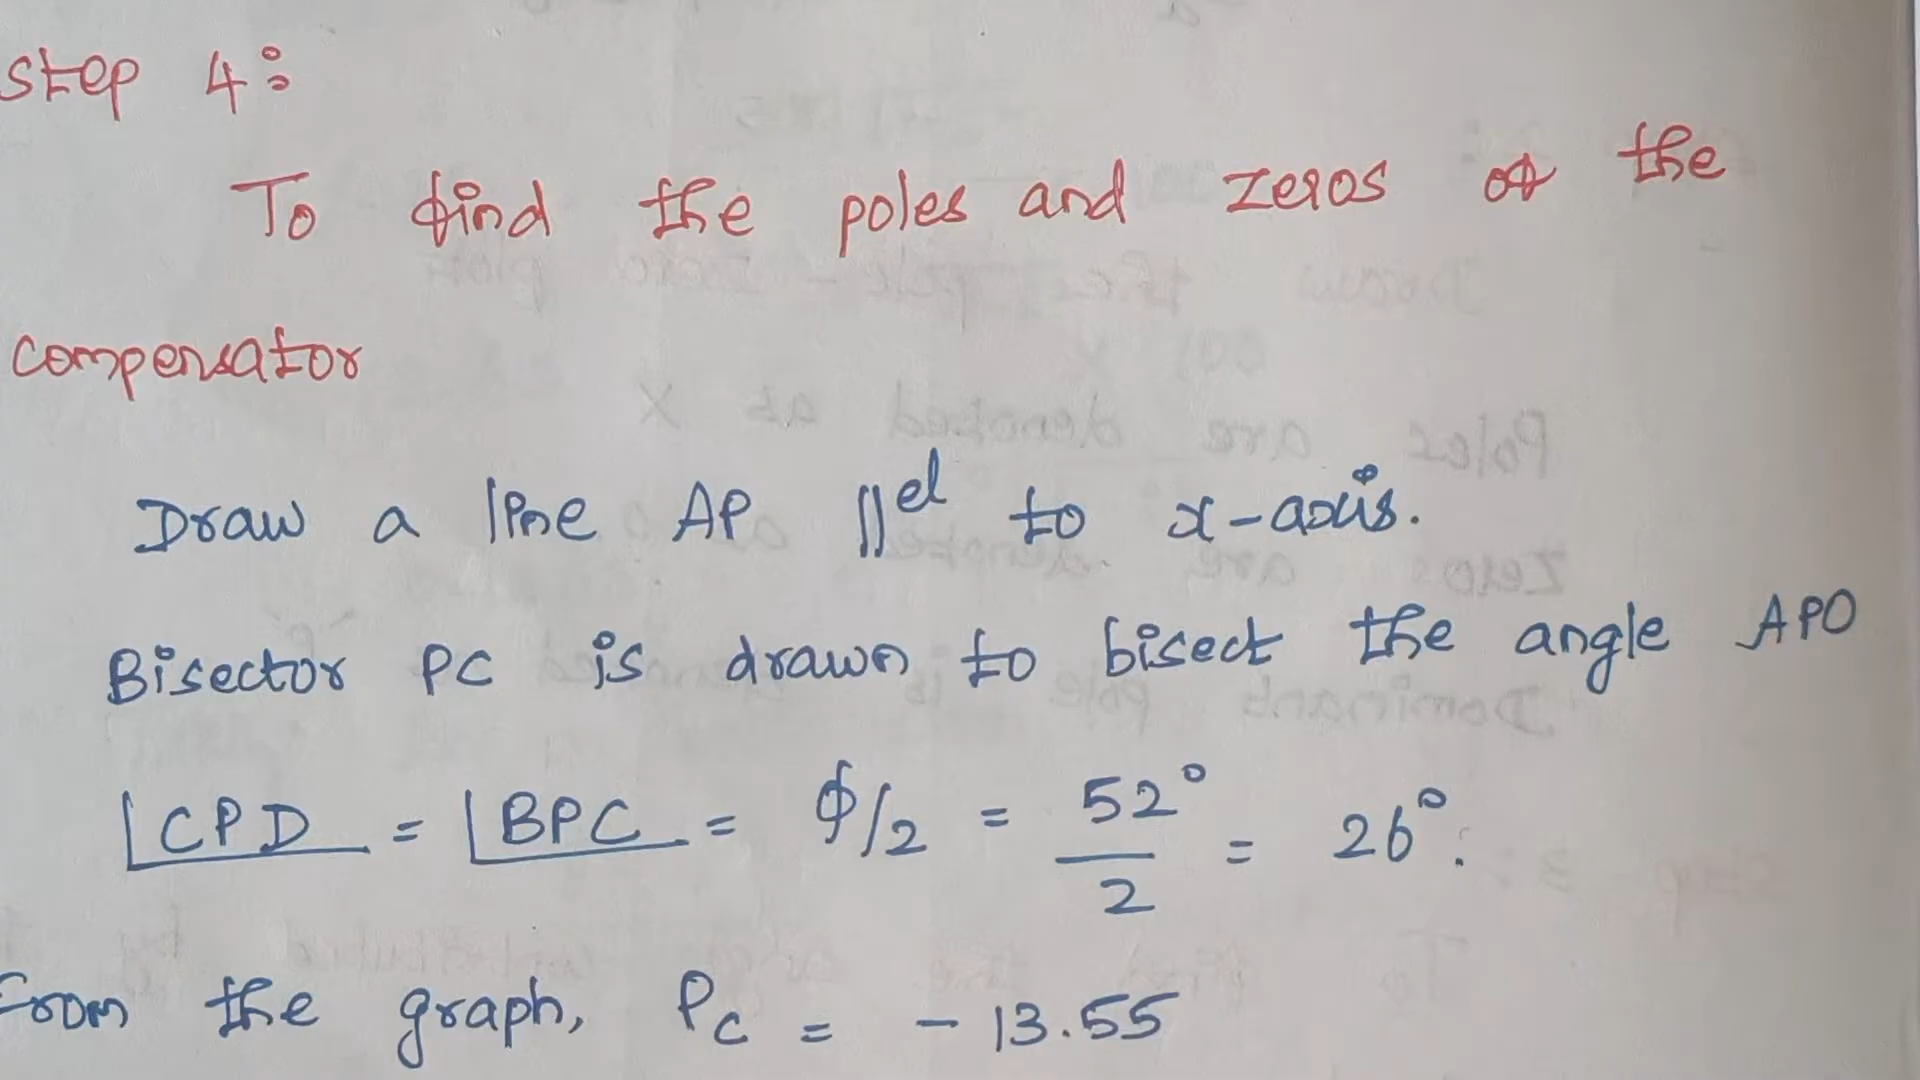 Step 4:
To find the poles and zeros of the
compensator
Draw a line AP ||el to x-axis.
Bisector PC is drawn to bisect the angle APO
∠CPD = ∠BPC = φ/2 = 52°/2 = 26°.
From the graph, Pc = -13.55